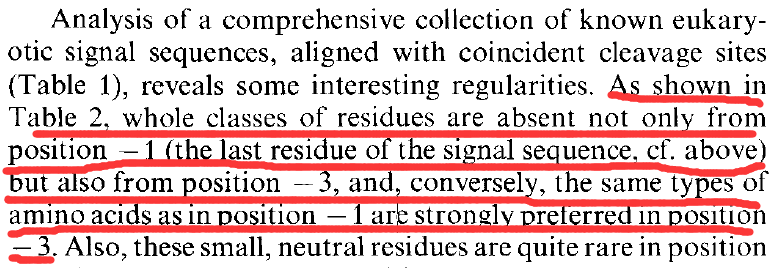 Analysis of a comprehensive collection of known eukary-
otic signal sequences, aligned with coincident cleavage sites
(Table 1), reveals some interesting regularities. As shown in
Table 2, whole classes of residues are absent not only from
position −1 (the last residue of the signal sequence, cf. above)
but also from position −3, and, conversely, the same types of
amino acids as in position −1 are strongly preferred in position
−3. Also, these small, neutral residues are quite rare in position